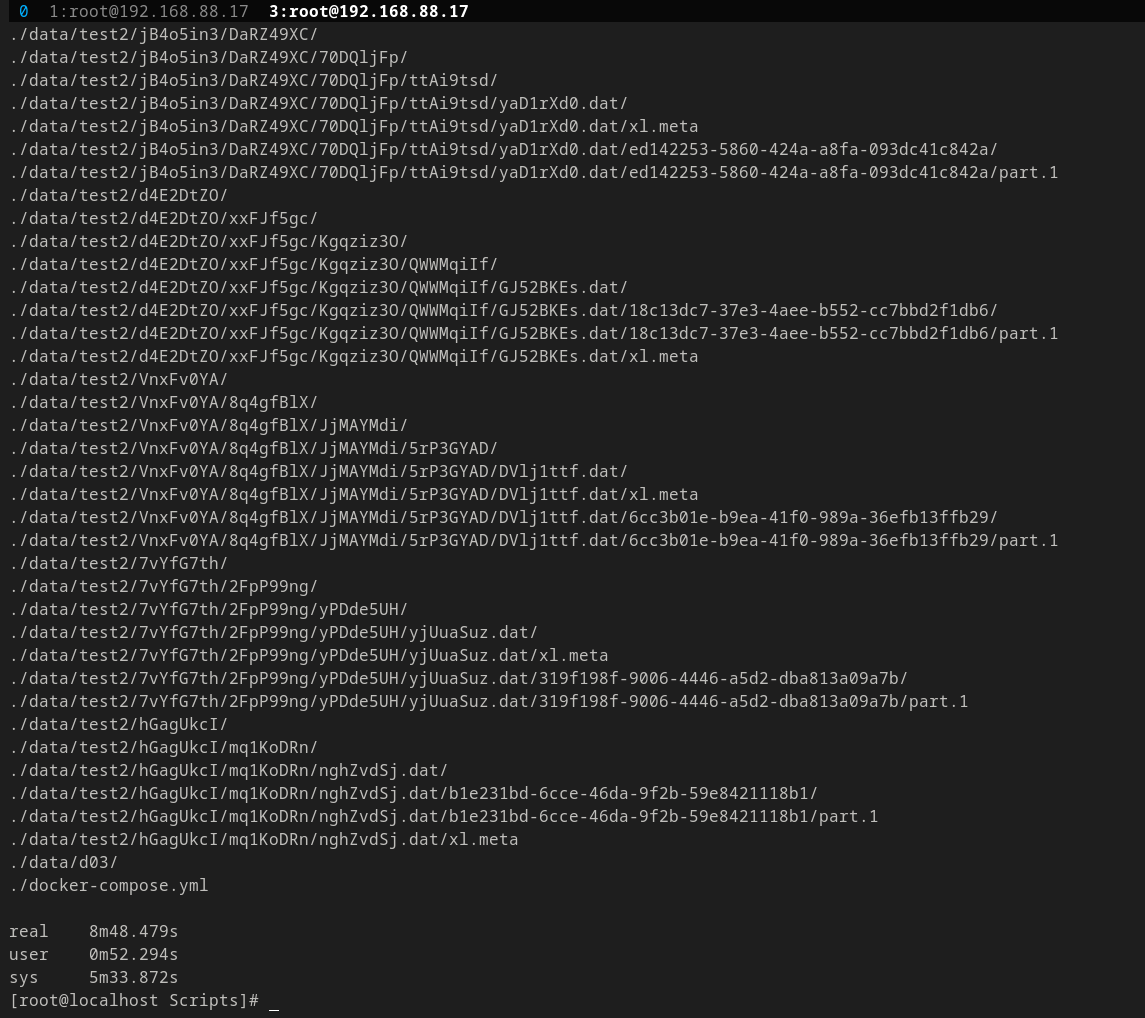 0  1:root@192.168.88.17  3:root@192.168.88.17
./data/test2/jB4o5in3/DaRZ49XC/
./data/test2/jB4o5in3/DaRZ49XC/70DQljFp/
./data/test2/jB4o5in3/DaRZ49XC/70DQljFp/ttAi9tsd/
./data/test2/jB4o5in3/DaRZ49XC/70DQljFp/ttAi9tsd/yaD1rXd0.dat/
./data/test2/jB4o5in3/DaRZ49XC/70DQljFp/ttAi9tsd/yaD1rXd0.dat/xl.meta
./data/test2/jB4o5in3/DaRZ49XC/70DQljFp/ttAi9tsd/yaD1rXd0.dat/ed142253-5860-424a-a8fa-093dc41c842a/
./data/test2/jB4o5in3/DaRZ49XC/70DQljFp/ttAi9tsd/yaD1rXd0.dat/ed142253-5860-424a-a8fa-093dc41c842a/part.1
./data/test2/d4E2DtZO/
./data/test2/d4E2DtZO/xxFJf5gc/
./data/test2/d4E2DtZO/xxFJf5gc/Kgqziz3O/
./data/test2/d4E2DtZO/xxFJf5gc/Kgqziz3O/QWWMqiIf/
./data/test2/d4E2DtZO/xxFJf5gc/Kgqziz3O/QWWMqiIf/GJ52BKEs.dat/
./data/test2/d4E2DtZO/xxFJf5gc/Kgqziz3O/QWWMqiIf/GJ52BKEs.dat/18c13dc7-37e3-4aee-b552-cc7bbd2f1db6/
./data/test2/d4E2DtZO/xxFJf5gc/Kgqziz3O/QWWMqiIf/GJ52BKEs.dat/18c13dc7-37e3-4aee-b552-cc7bbd2f1db6/part.1
./data/test2/d4E2DtZO/xxFJf5gc/Kgqziz3O/QWWMqiIf/GJ52BKEs.dat/xl.meta
./data/test2/VnxFv0YA/
./data/test2/VnxFv0YA/8q4gfBlX/
./data/test2/VnxFv0YA/8q4gfBlX/JjMAYMdi/
./data/test2/VnxFv0YA/8q4gfBlX/JjMAYMdi/5rP3GYAD/
./data/test2/VnxFv0YA/8q4gfBlX/JjMAYMdi/5rP3GYAD/DVlj1ttf.dat/
./data/test2/VnxFv0YA/8q4gfBlX/JjMAYMdi/5rP3GYAD/DVlj1ttf.dat/xl.meta
./data/test2/VnxFv0YA/8q4gfBlX/JjMAYMdi/5rP3GYAD/DVlj1ttf.dat/6cc3b01e-b9ea-41f0-989a-36efb13ffb29/
./data/test2/VnxFv0YA/8q4gfBlX/JjMAYMdi/5rP3GYAD/DVlj1ttf.dat/6cc3b01e-b9ea-41f0-989a-36efb13ffb29/part.1
./data/test2/7vYfG7th/
./data/test2/7vYfG7th/2FpP99ng/
./data/test2/7vYfG7th/2FpP99ng/yPDde5UH/
./data/test2/7vYfG7th/2FpP99ng/yPDde5UH/yjUuaSuz.dat/
./data/test2/7vYfG7th/2FpP99ng/yPDde5UH/yjUuaSuz.dat/xl.meta
./data/test2/7vYfG7th/2FpP99ng/yPDde5UH/yjUuaSuz.dat/319f198f-9006-4446-a5d2-dba813a09a7b/
./data/test2/7vYfG7th/2FpP99ng/yPDde5UH/yjUuaSuz.dat/319f198f-9006-4446-a5d2-dba813a09a7b/part.1
./data/test2/hGagUkcI/
./data/test2/hGagUkcI/mq1KoDRn/
./data/test2/hGagUkcI/mq1KoDRn/nghZvdSj.dat/
./data/test2/hGagUkcI/mq1KoDRn/nghZvdSj.dat/b1e231bd-6cce-46da-9f2b-59e8421118b1/
./data/test2/hGagUkcI/mq1KoDRn/nghZvdSj.dat/b1e231bd-6cce-46da-9f2b-59e8421118b1/part.1
./data/test2/hGagUkcI/mq1KoDRn/nghZvdSj.dat/xl.meta
./data/d03/
./docker-compose.yml

real    8m48.479s
user    0m52.294s
sys     5m33.872s
[root@localhost Scripts]# _